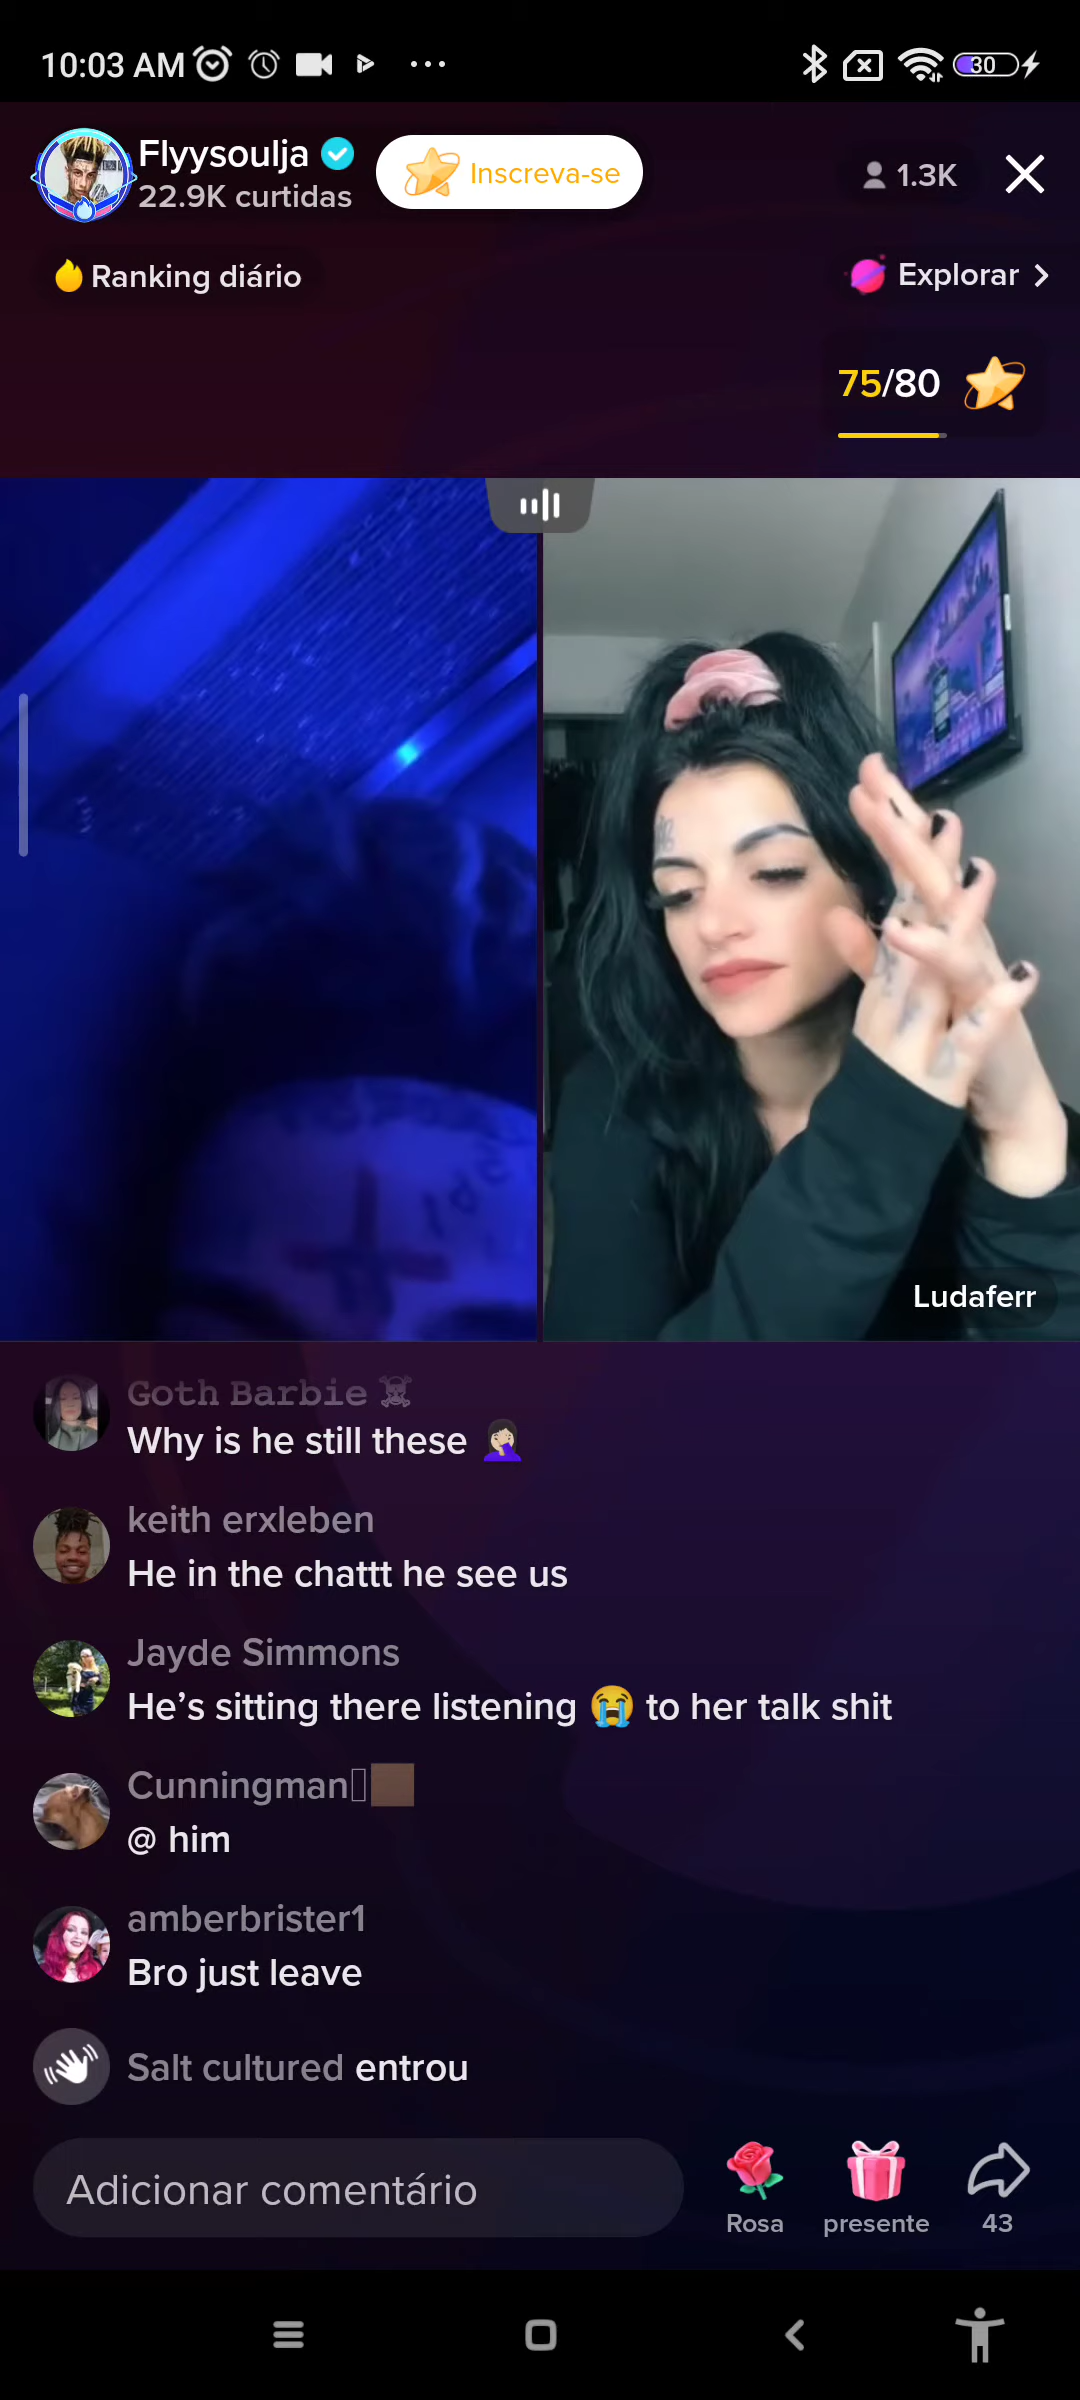 10:03 AM
30
Flyysoulja
22.9K curtidas
Inscreva-se
1.3K
Ranking diário
Explorar
75/80
Ludaferr
Goth Barbie ☠
Why is he still these 🤦🏻‍♀️
keith erxleben
He in the chattt he see us
Jayde Simmons
He’s sitting there listening 😭 to her talk shit
Cunningman
@ him
amberbrister1
Bro just leave
Salt cultured entrou
Adicionar comentário
Rosa
presente
43